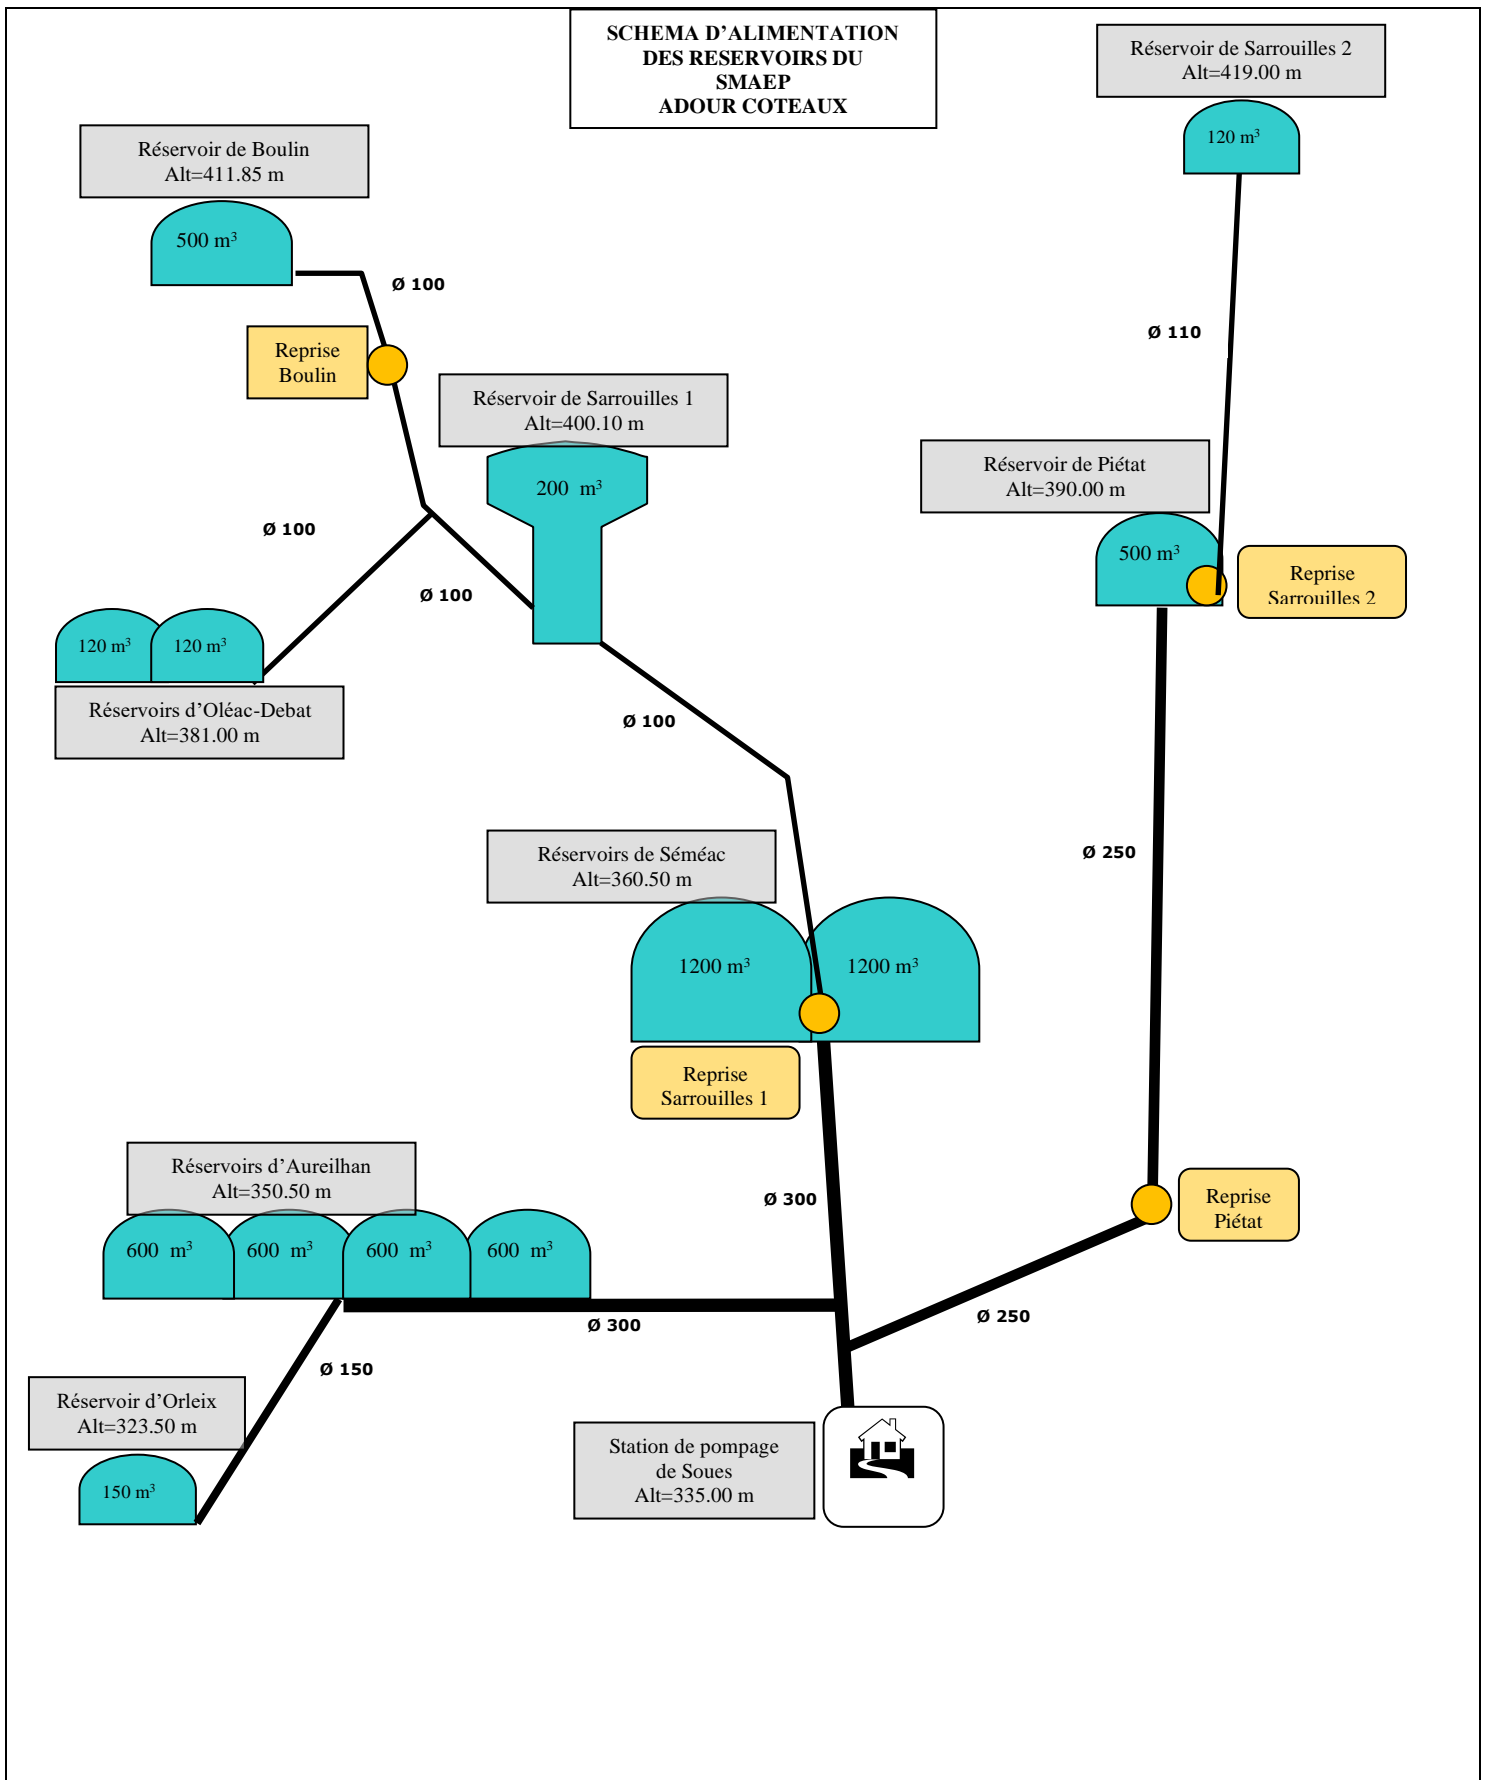 SCHEMA D’ALIMENTATION
DES RESERVOIRS DU
SMAEP
ADOUR COTEAUX
Réservoir de Sarrouilles 2
Alt=419.00 m
120 m³
Réservoir de Boulin
Alt=411.85 m
500 m³
Ø 100
Ø 110
Reprise
Boulin
Réservoir de Sarrouilles 1
Alt=400.10 m
200 m³
Réservoir de Piétat
Alt=390.00 m
500 m³
Reprise
Sarrouilles 2
Ø 100
Ø 100
120 m³
120 m³
Réservoirs d’Oléac-Debat
Alt=381.00 m
Ø 100
Réservoirs de Séméac
Alt=360.50 m
Ø 250
1200 m³
1200 m³
Reprise
Sarrouilles 1
Réservoirs d’Aureilhan
Alt=350.50 m
Ø 300
Reprise
Piétat
600 m³
600 m³
600 m³
600 m³
Ø 300
Ø 250
Ø 150
Réservoir d’Orleix
Alt=323.50 m
150 m³
Station de pompage
de Soues
Alt=335.00 m